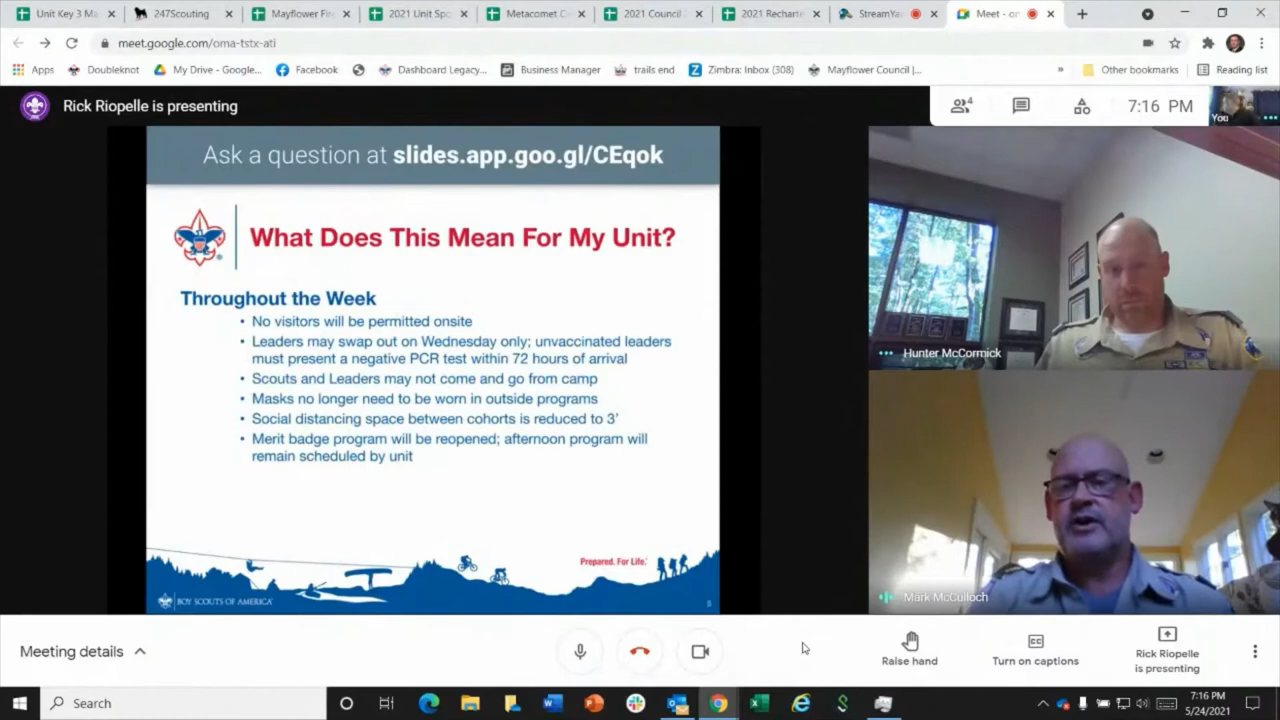 Unit Key 3 Ma
247Scouting
Mayflower Fin
2021 Unit Spo
Metacomet C
2021 Council
2021 Recharte
StreamYa
Meet - on
meet.google.com/oma-tstx-ati
Apps
Doubleknot
My Drive - Google...
Facebook
Dashboard Legacy...
Business Manager
trails end
Zimbra: Inbox (308)
Mayflower Council |...
»
Other bookmarks
Reading list
Rick Riopelle is presenting
4
7:16 PM
You
Ask a question at slides.app.goo.gl/CEqok
What Does This Mean For My Unit?
Throughout the Week
• No visitors will be permitted onsite
• Leaders may swap out on Wednesday only; unvaccinated leaders
must present a negative PCR test within 72 hours of arrival
• Scouts and Leaders may not come and go from camp
• Masks no longer need to be worn in outside programs
• Social distancing space between cohorts is reduced to 3'
• Merit badge program will be reopened; afternoon program will
remain scheduled by unit
Prepared. For Life.
BOY SCOUTS OF AMERICA
5
Hunter McCormick
Mark McCulloch
Meeting details
Raise hand
Turn on captions
Rick Riopelle
is presenting
Search
7:16 PM
5/24/2021